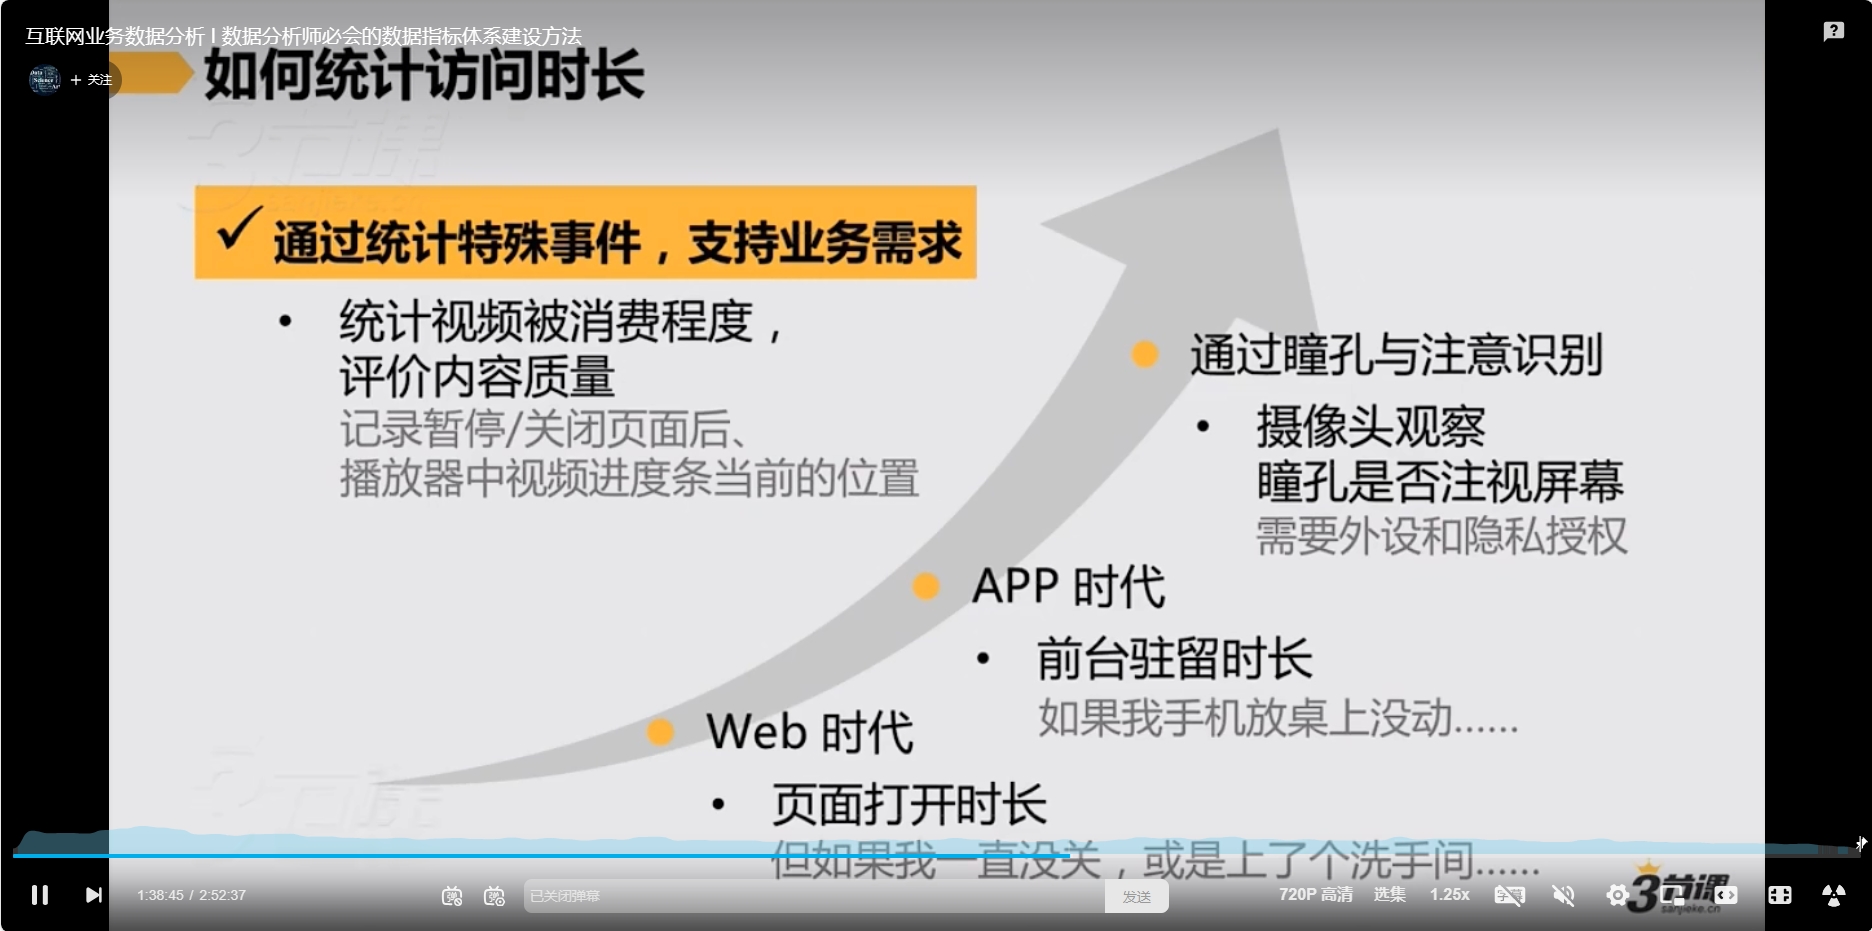 互联网业务数据分析 | 数据分析师必会的数据指标体系建设方法
+ 关注
如何统计访问时长
✓ 通过统计特殊事件，支持业务需求
• 统计视频被消费程度，
评价内容质量
记录暂停/关闭页面后、
播放器中视频进度条当前的位置
通过瞳孔与注意识别
• 摄像头观察
瞳孔是否注视屏幕
需要外设和隐私授权
APP 时代
• 前台驻留时长
如果我手机放桌上没动……
Web 时代
• 页面打开时长
但如果我一直没关，或是上了个洗手间……
1:38:45 / 2:52:37
已关闭弹幕
发送
720P 高清
选集
1.25x
字幕
3节课
sanjieke.cn